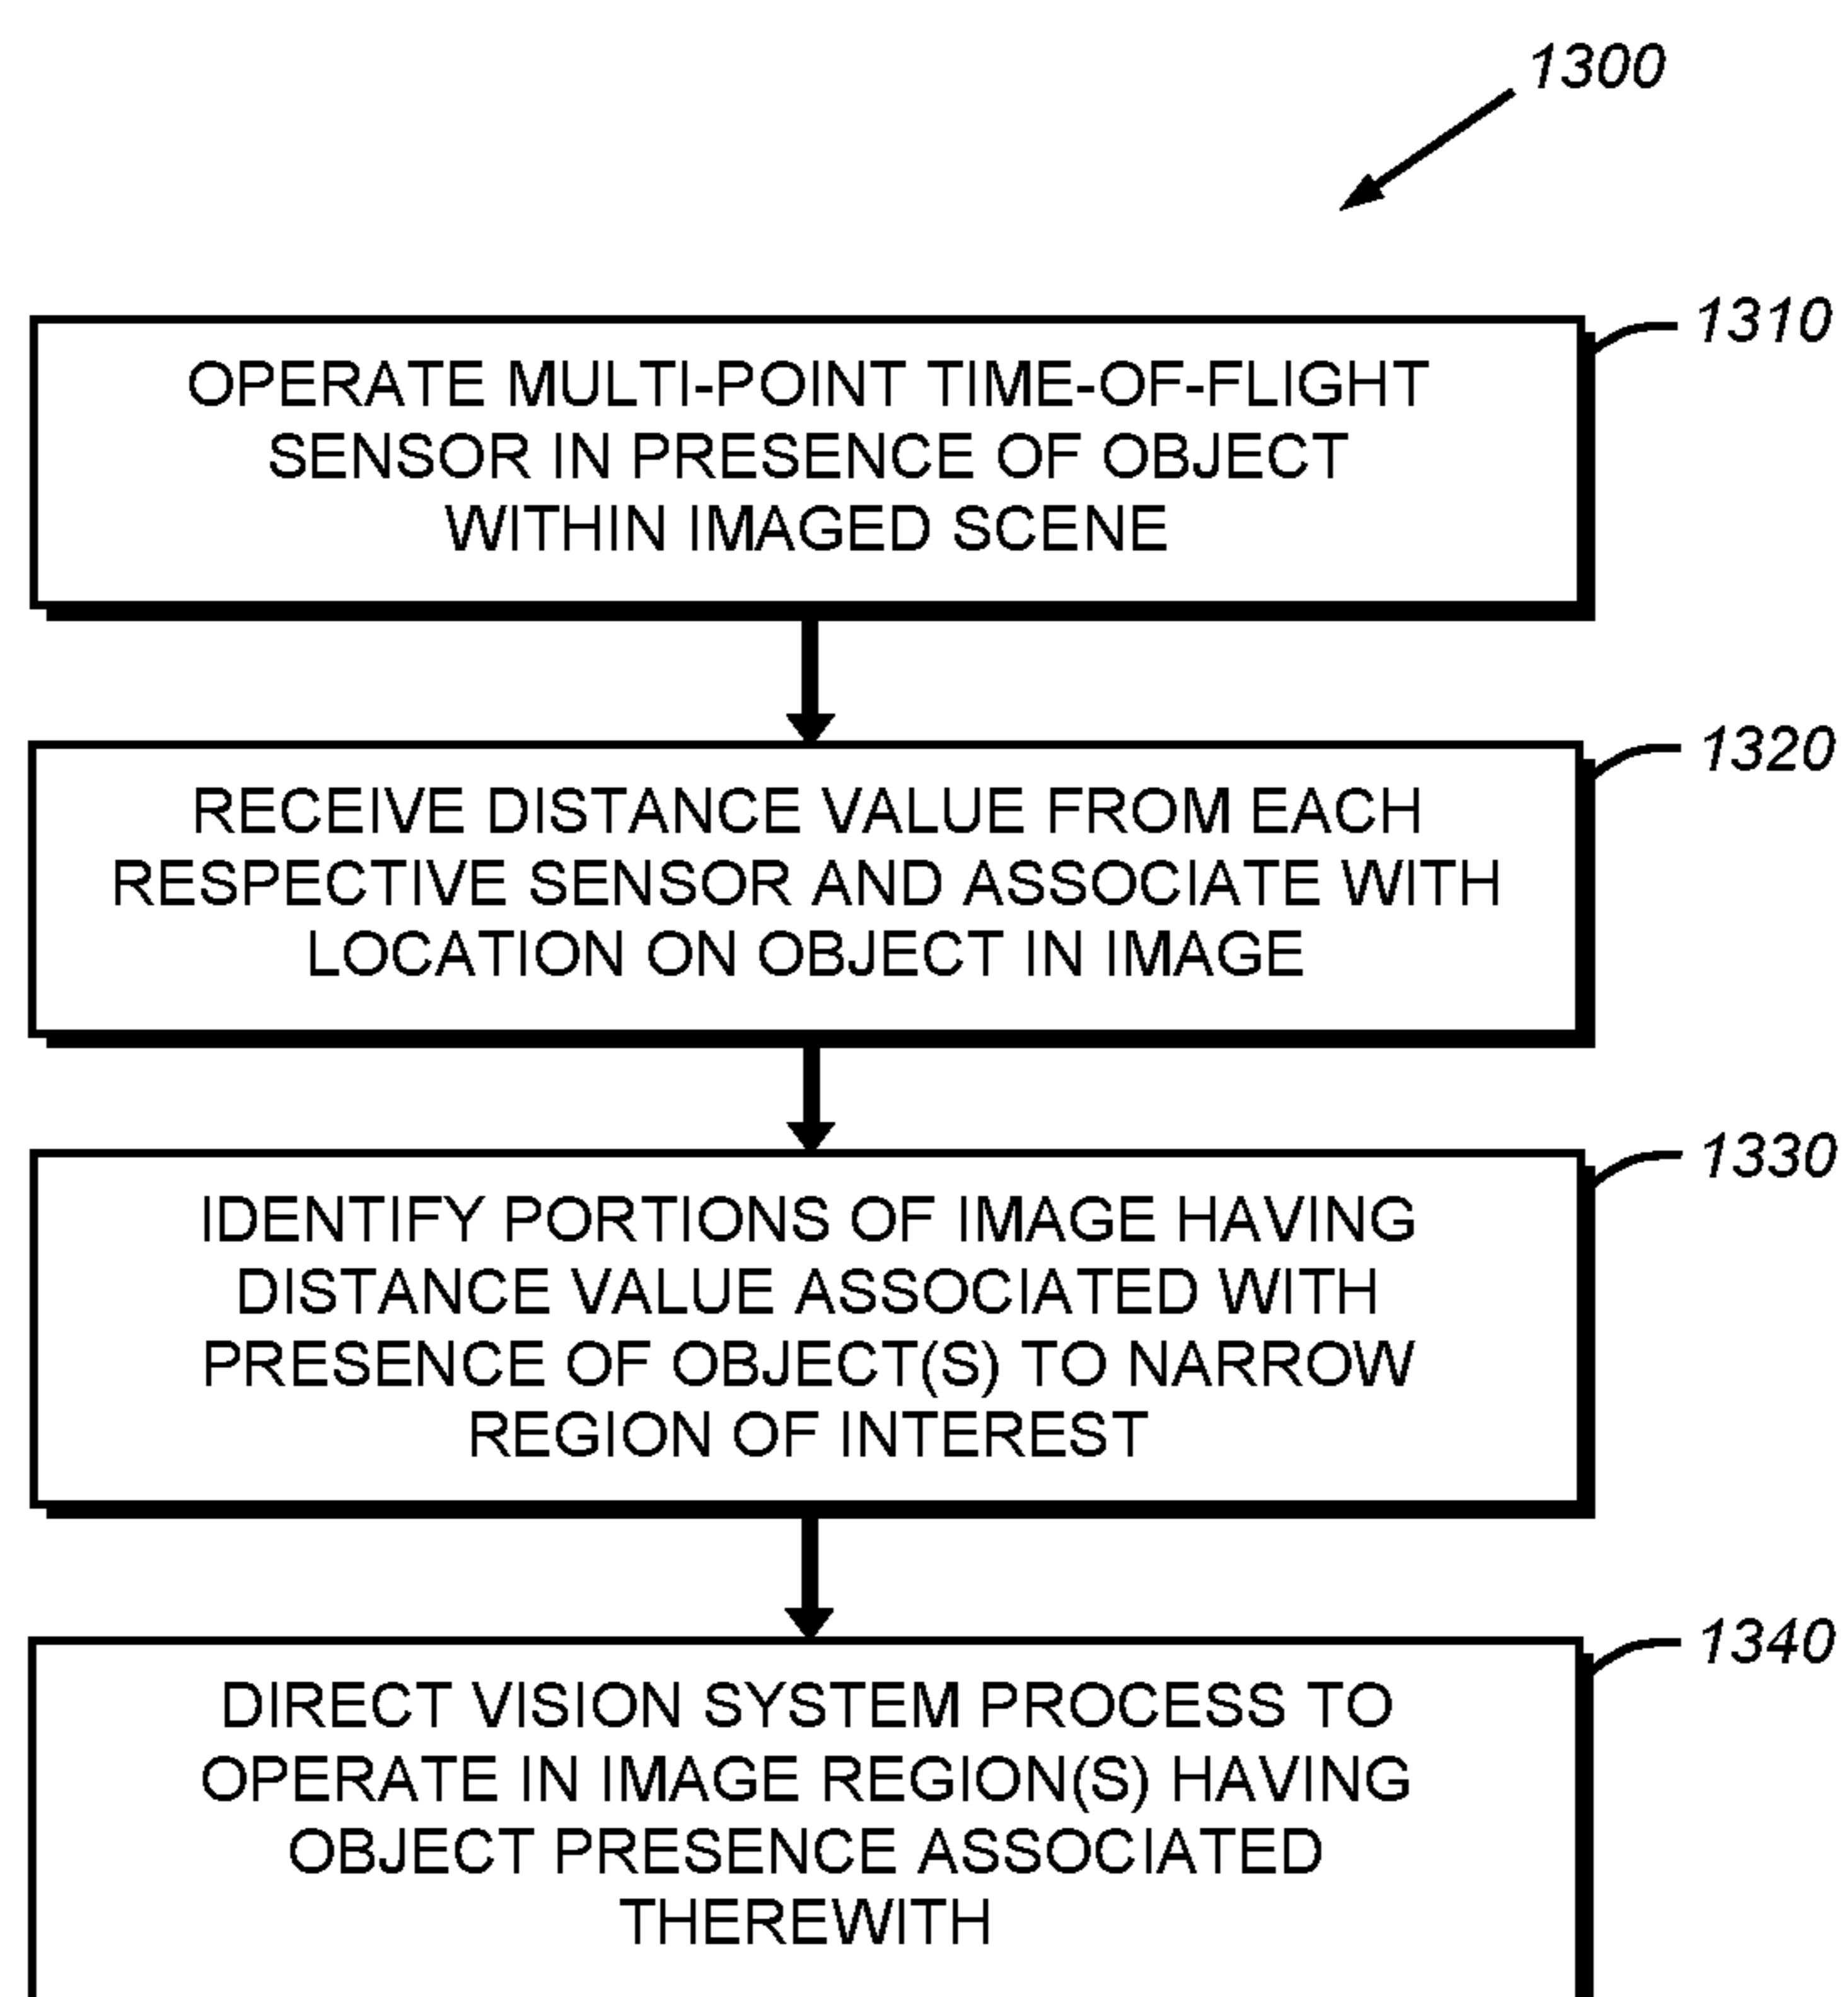 1300
1310
OPERATE MULTI-POINT TIME-OF-FLIGHT
SENSOR IN PRESENCE OF OBJECT
WITHIN IMAGED SCENE
1320
RECEIVE DISTANCE VALUE FROM EACH
RESPECTIVE SENSOR AND ASSOCIATE WITH
LOCATION ON OBJECT IN IMAGE
1330
IDENTIFY PORTIONS OF IMAGE HAVING
DISTANCE VALUE ASSOCIATED WITH
PRESENCE OF OBJECT(S) TO NARROW
REGION OF INTEREST
1340
DIRECT VISION SYSTEM PROCESS TO
OPERATE IN IMAGE REGION(S) HAVING
OBJECT PRESENCE ASSOCIATED
THEREWITH